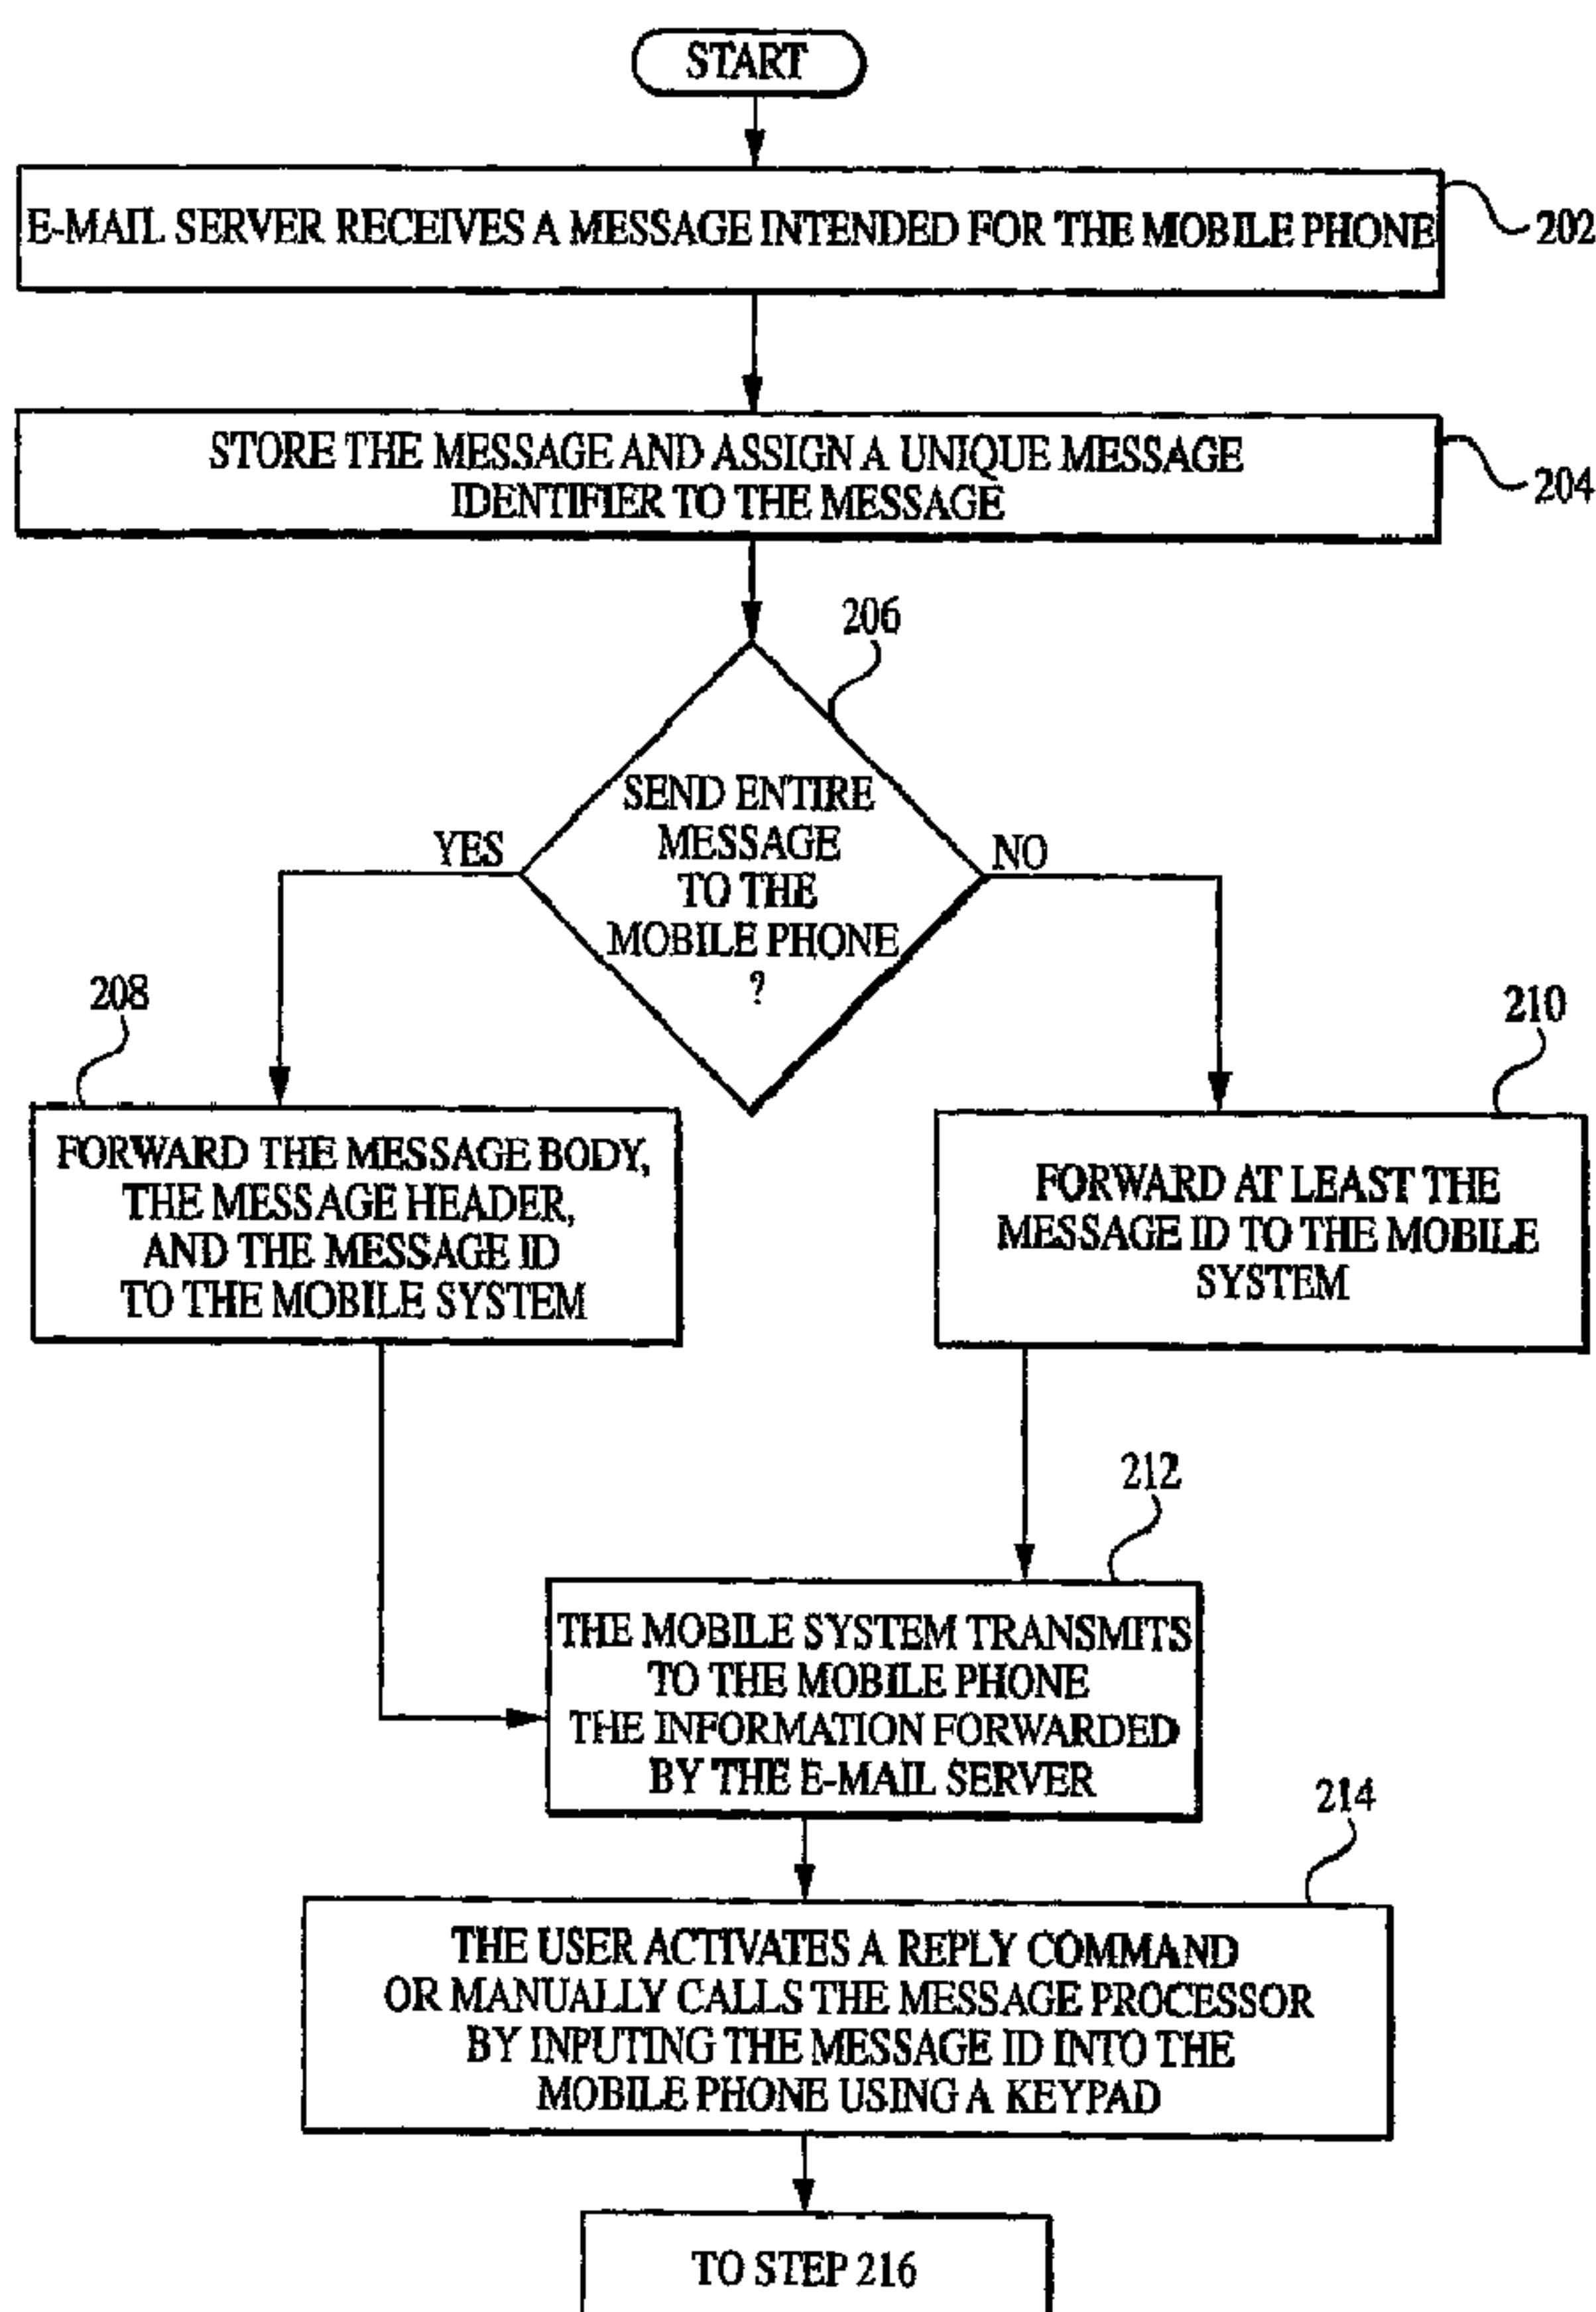 START
E-MAIL SERVER RECEIVES A MESSAGE INTENDED FOR THE MOBILE PHONE
202
STORE THE MESSAGE AND ASSIGN A UNIQUE MESSAGE
IDENTIFIER TO THE MESSAGE
204
206
SEND ENTIRE
MESSAGE
TO THE
MOBILE PHONE
?
YES
NO
208
FORWARD THE MESSAGE BODY,
THE MESSAGE HEADER,
AND THE MESSAGE ID
TO THE MOBILE SYSTEM
210
FORWARD AT LEAST THE
MESSAGE ID TO THE MOBILE
SYSTEM
212
THE MOBILE SYSTEM TRANSMITS
TO THE MOBILE PHONE
THE INFORMATION FORWARDED
BY THE E-MAIL SERVER
214
THE USER ACTIVATES A REPLY COMMAND
OR MANUALLY CALLS THE MESSAGE PROCESSOR
BY INPUTING THE MESSAGE ID INTO THE
MOBILE PHONE USING A KEYPAD
TO STEP 216